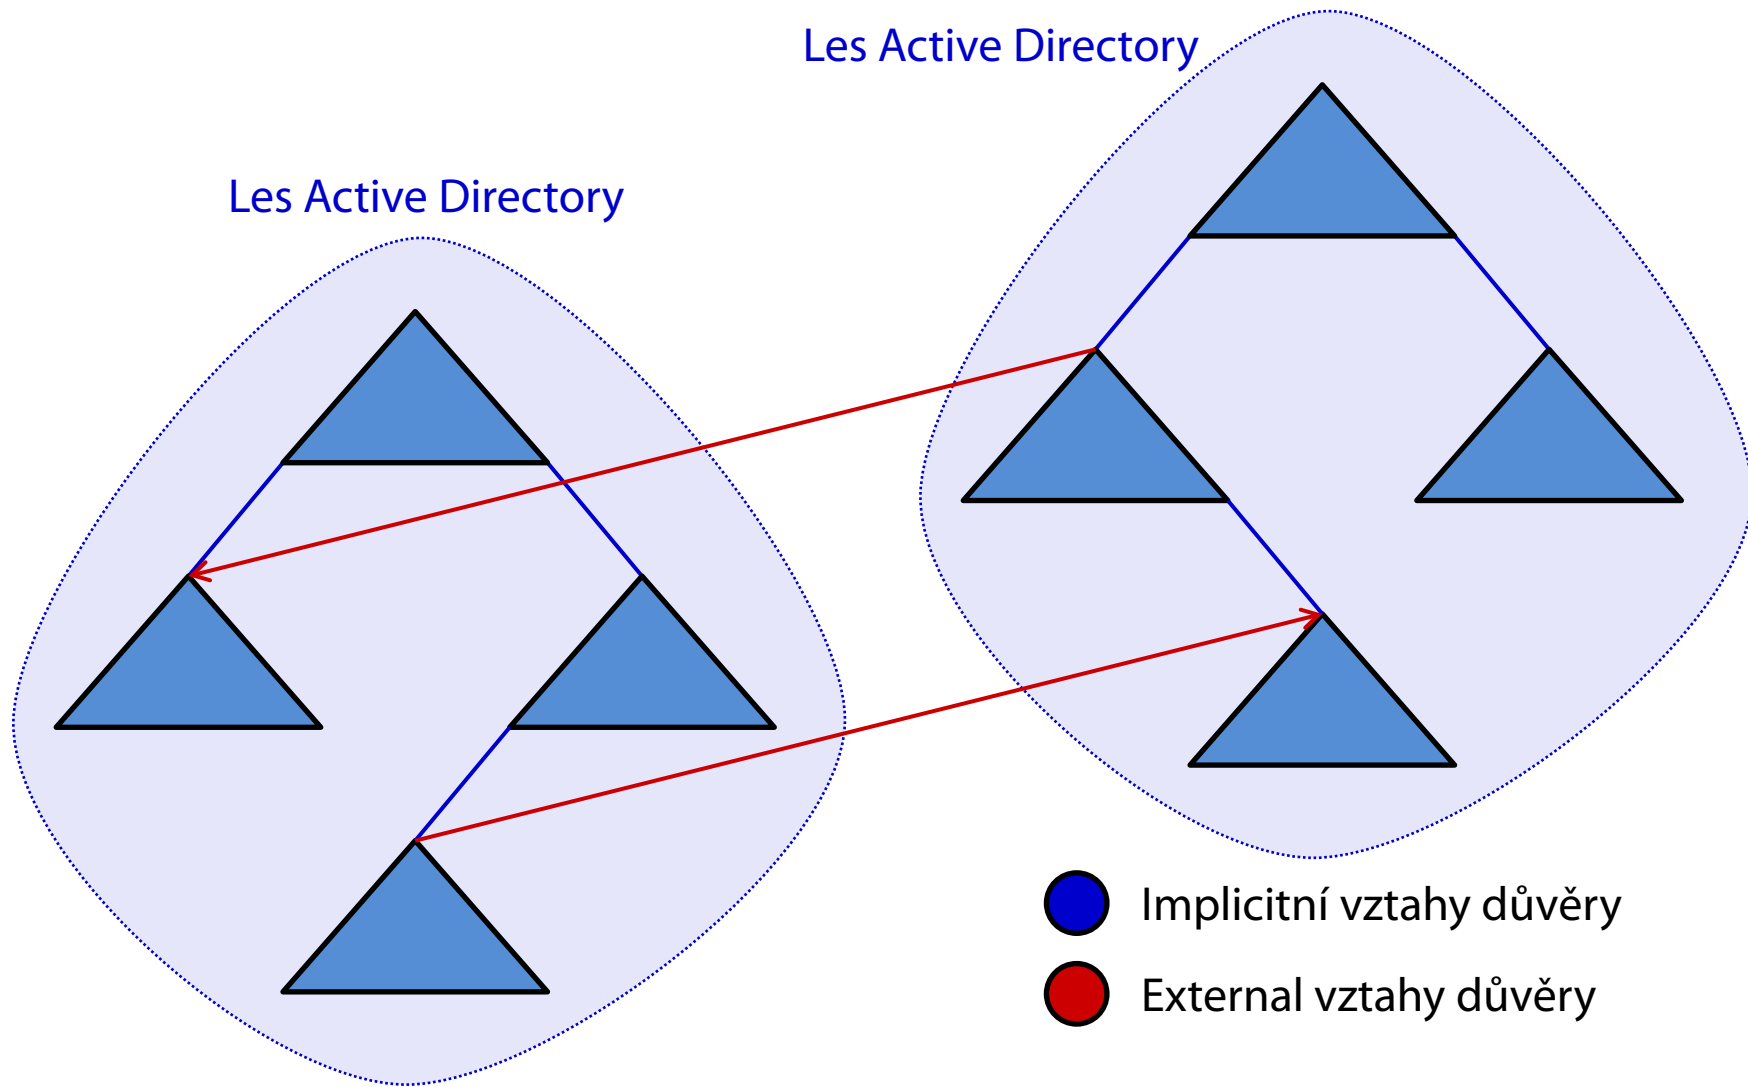 Les Active Directory
Les Active Directory
Implicitní vztahy důvěry
External vztahy důvěry